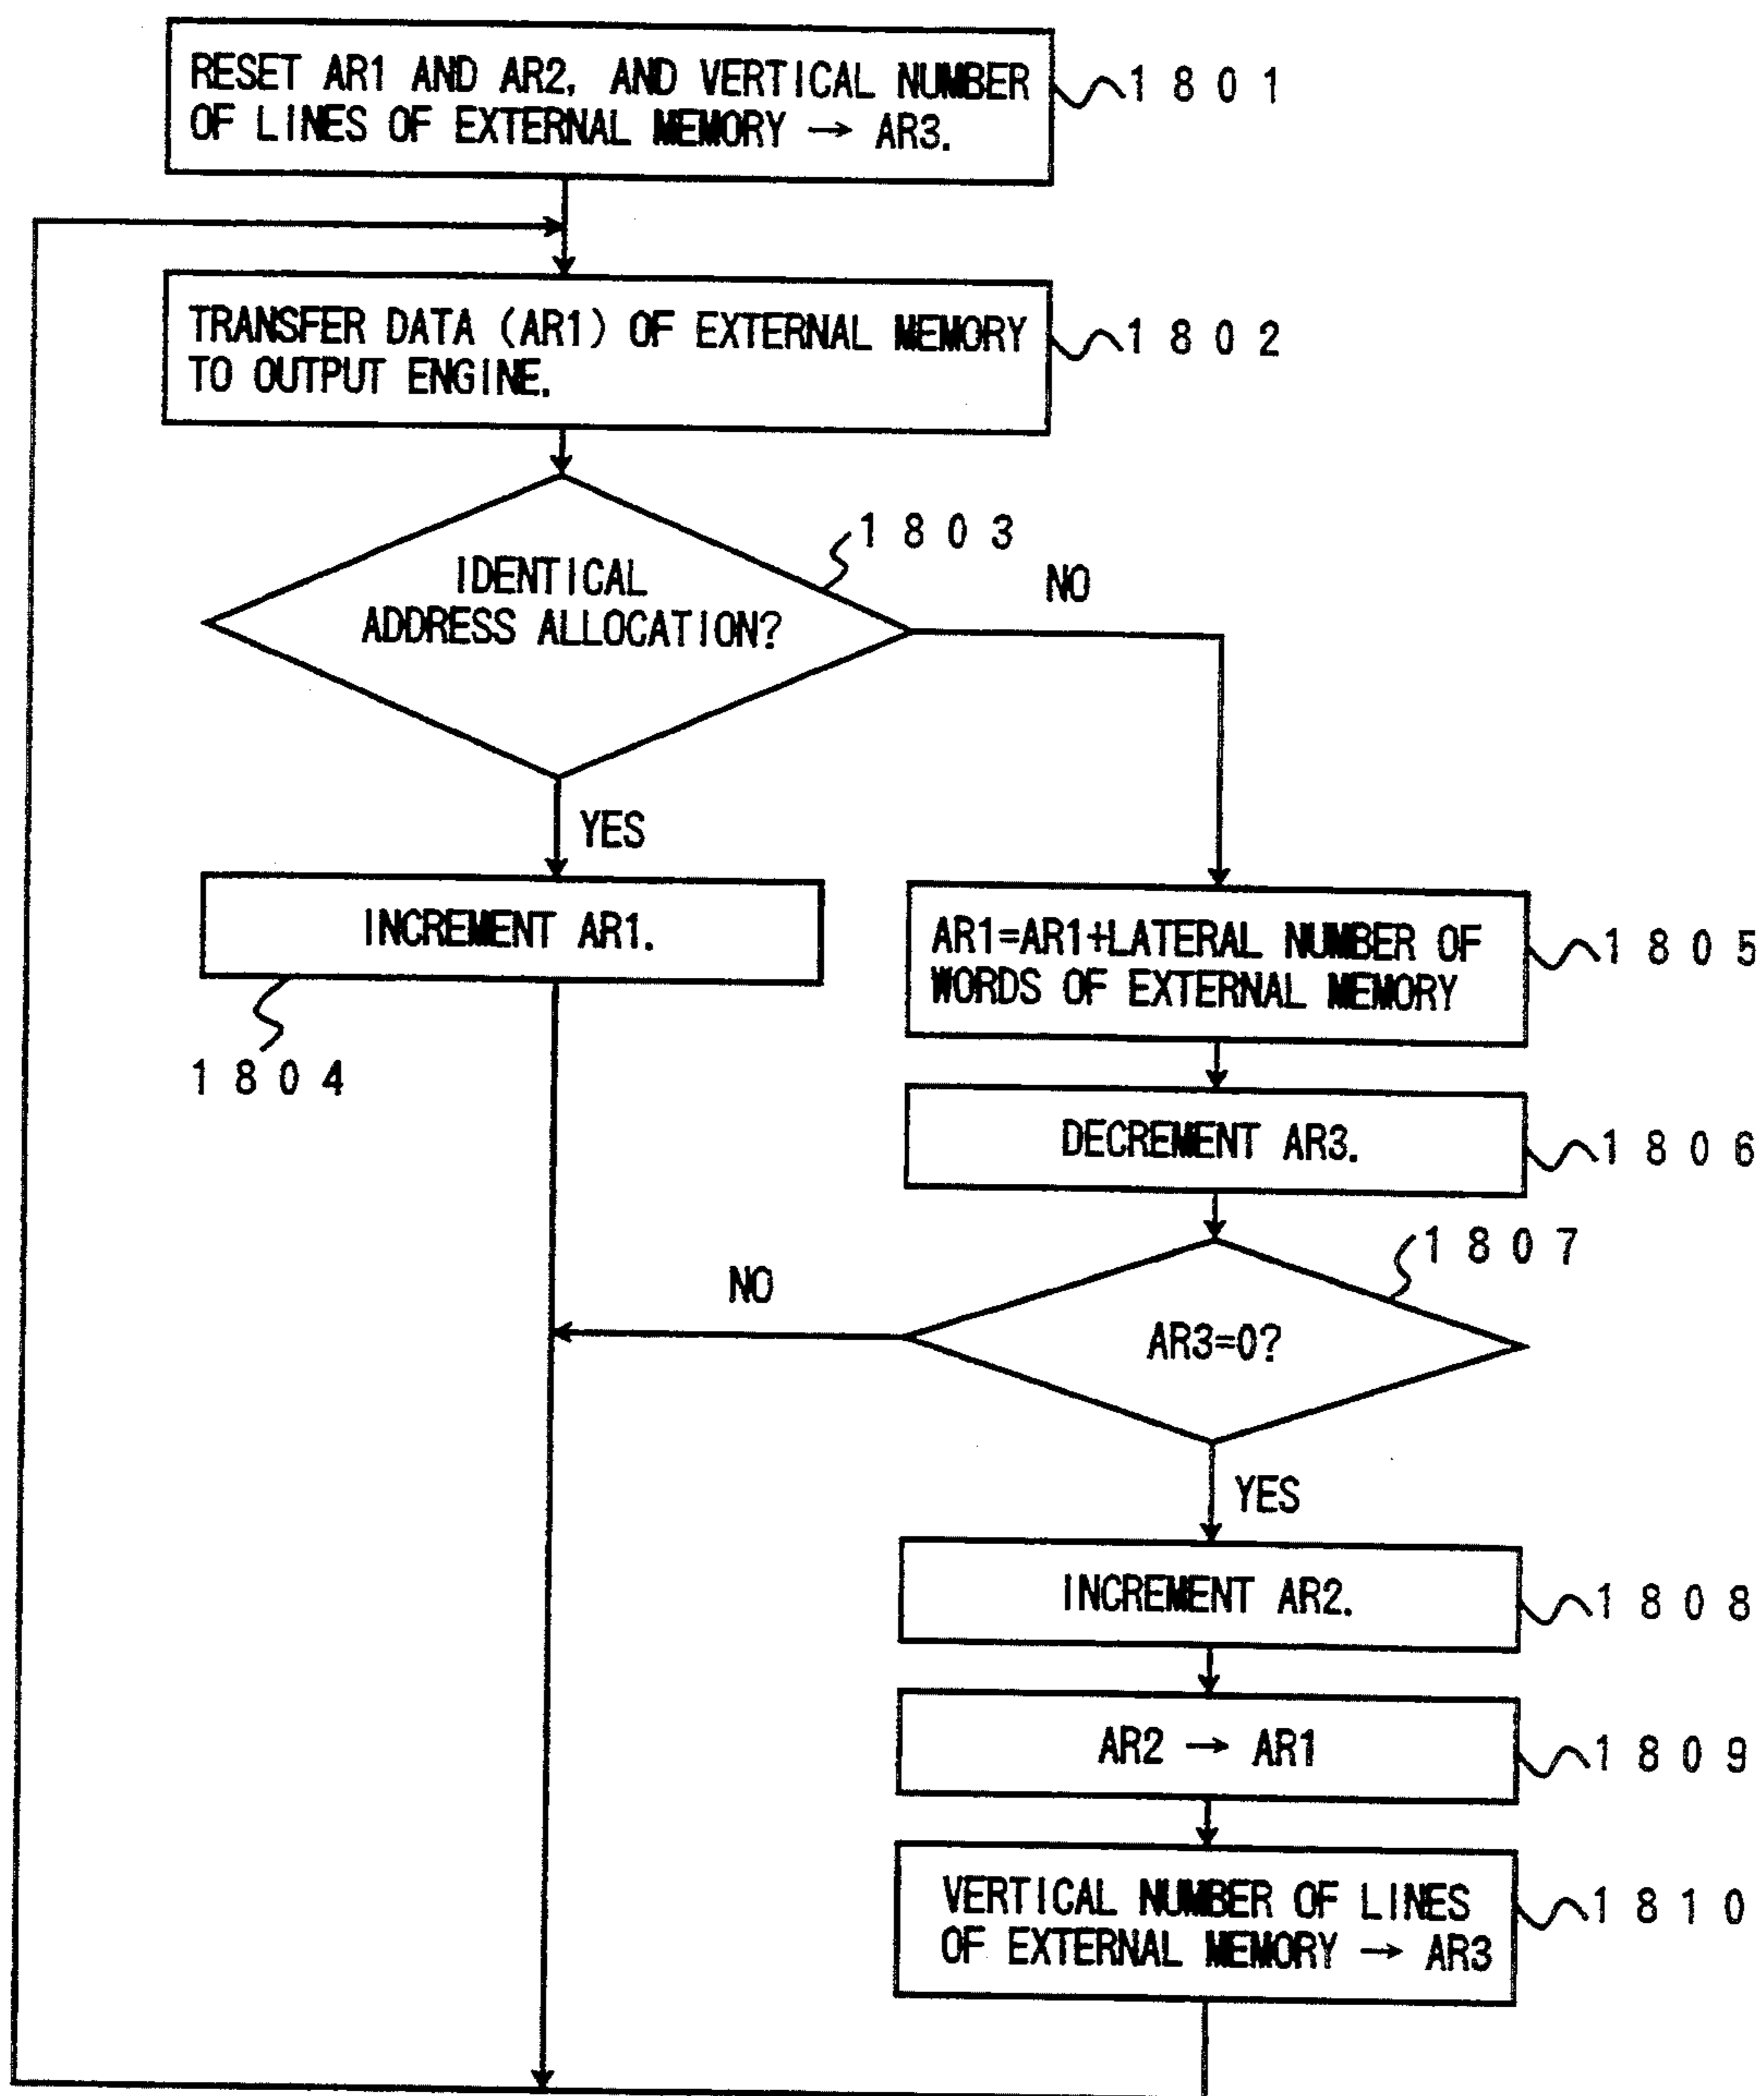 RESET AR1 AND AR2, AND VERTICAL NUMBER
OF LINES OF EXTERNAL MEMORY → AR3.
1801
TRANSFER DATA (AR1) OF EXTERNAL MEMORY
TO OUTPUT ENGINE.
1802
1803
IDENTICAL
ADDRESS ALLOCATION?
NO
YES
INCREMENT AR1.
1804
AR1=AR1+LATERAL NUMBER OF
WORDS OF EXTERNAL MEMORY
1805
DECREMENT AR3.
1806
1807
NO
AR3=0?
YES
INCREMENT AR2.
1808
AR2 → AR1
1809
VERTICAL NUMBER OF LINES
OF EXTERNAL MEMORY → AR3
1810